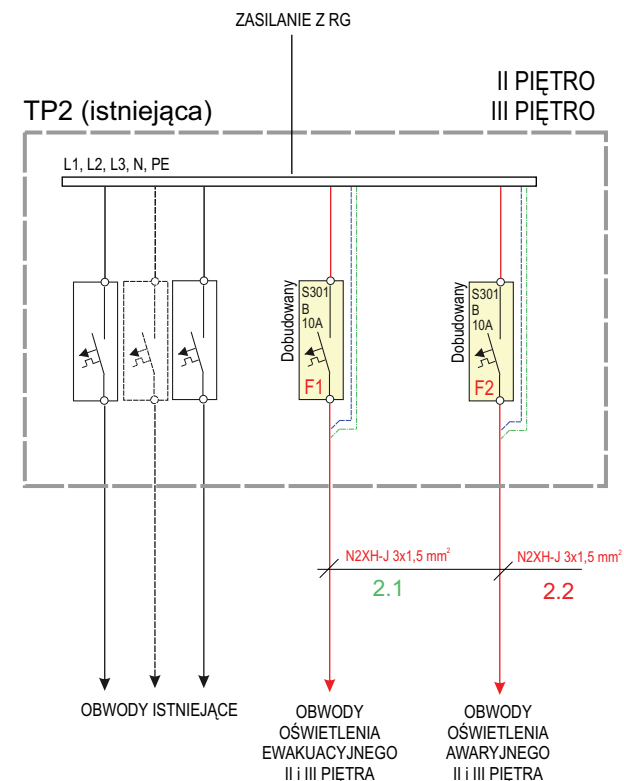 ZASILANIE Z RG
II PIĘTRO
TP2 (istniejąca)
III PIĘTRO
L1, L2, L3, N, PE
Dobudowany
S301
B
10A
F1
Dobudowany
S301
B
10A
F2
N2XH-J 3x1,5 mm²
N2XH-J 3x1,5 mm²
2.1
2.2
OBWODY ISTNIEJĄCE
OBWODY
OŚWIETLENIA
EWAKUACYJNEGO
II i III PIĘTRA
OBWODY
OŚWIETLENIA
AWARYJNEGO
II i III PIĘTRA